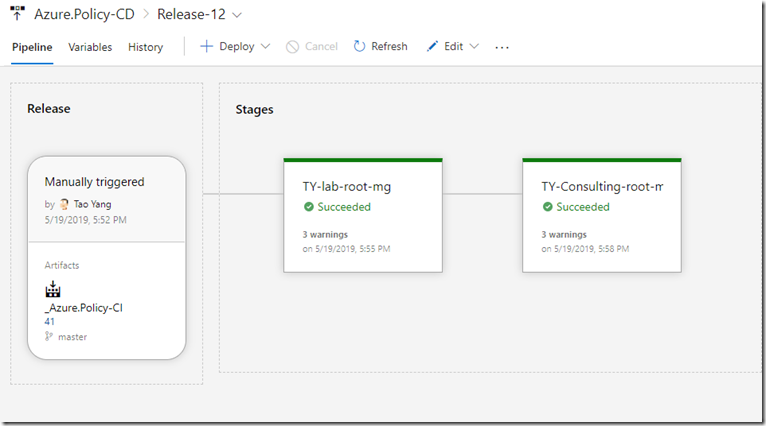 Azure.Policy-CD > Release-12
Pipeline Variables History + Deploy Cancel Refresh Edit ...
Release
Stages
Manually triggered
by Tao Yang
5/19/2019, 5:52 PM
Artifacts
_Azure.Policy-CI
41
master
TY-lab-root-mg
Succeeded
3 warnings
on 5/19/2019, 5:55 PM
TY-Consulting-root-m
Succeeded
3 warnings
on 5/19/2019, 5:58 PM